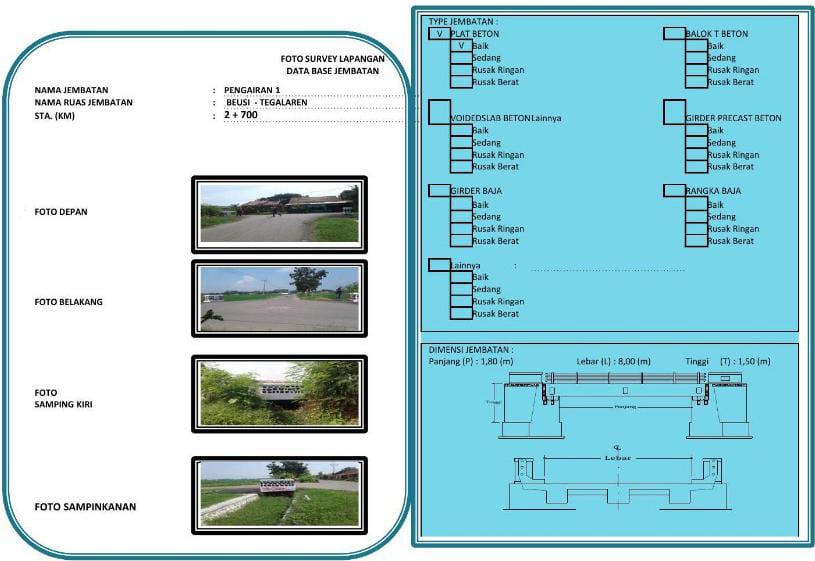 FOTO SURVEY LAPANGAN
DATA BASE JEMBATAN
NAMA JEMBATAN : PENGAIRAN 1
NAMA RUAS JEMBATAN : BEUSI - TEGALAREN
STA. (KM) : 2 + 700
FOTO DEPAN
FOTO BELAKANG
FOTO
SAMPING KIRI
FOTO SAMPINKANAN
TYPE JEMBATAN :
V PLAT BETON
V Baik
Sedang
Rusak Ringan
Rusak Berat
BALOK T BETON
Baik
Sedang
Rusak Ringan
Rusak Berat
VOIDEDSLAB BETON Lainnya
Baik
Sedang
Rusak Ringan
Rusak Berat
GIRDER PRECAST BETON
Baik
Sedang
Rusak Ringan
Rusak Berat
GIRDER BAJA
Baik
Sedang
Rusak Ringan
Rusak Berat
RANGKA BAJA
Baik
Sedang
Rusak Ringan
Rusak Berat
Lainnya :
Baik
Sedang
Rusak Ringan
Rusak Berat
DIMENSI JEMBATAN :
Panjang (P) : 1,80 (m) Lebar (L) : 8,00 (m) Tinggi (T) : 1,50 (m)
Tinggi
Panjang
Lebar